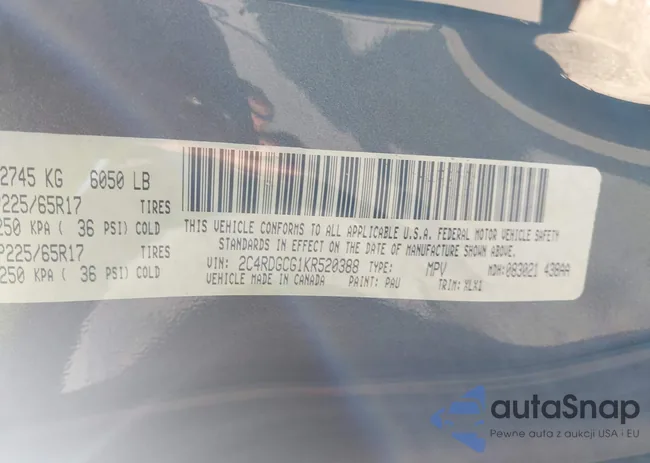 2745 KG 6050 LB
P225/65R17 TIRES
250 KPA ( 36 PSI) COLD
P225/65R17 TIRES
250 KPA ( 36 PSI) COLD
THIS VEHICLE CONFORMS TO ALL APPLICABLE U.S.A. FEDERAL MOTOR VEHICLE SAFETY
STANDARDS IN EFFECT ON THE DATE OF MANUFACTURE SHOWN ABOVE.
VIN: 2C4RDGCG1KR520388 TYPE: MPV MDH: 083021 438AA
VEHICLE MADE IN CANADA PAINT: PAU TRIM: XLX1
autaSnap
Pewne auta z aukcji USA i EU